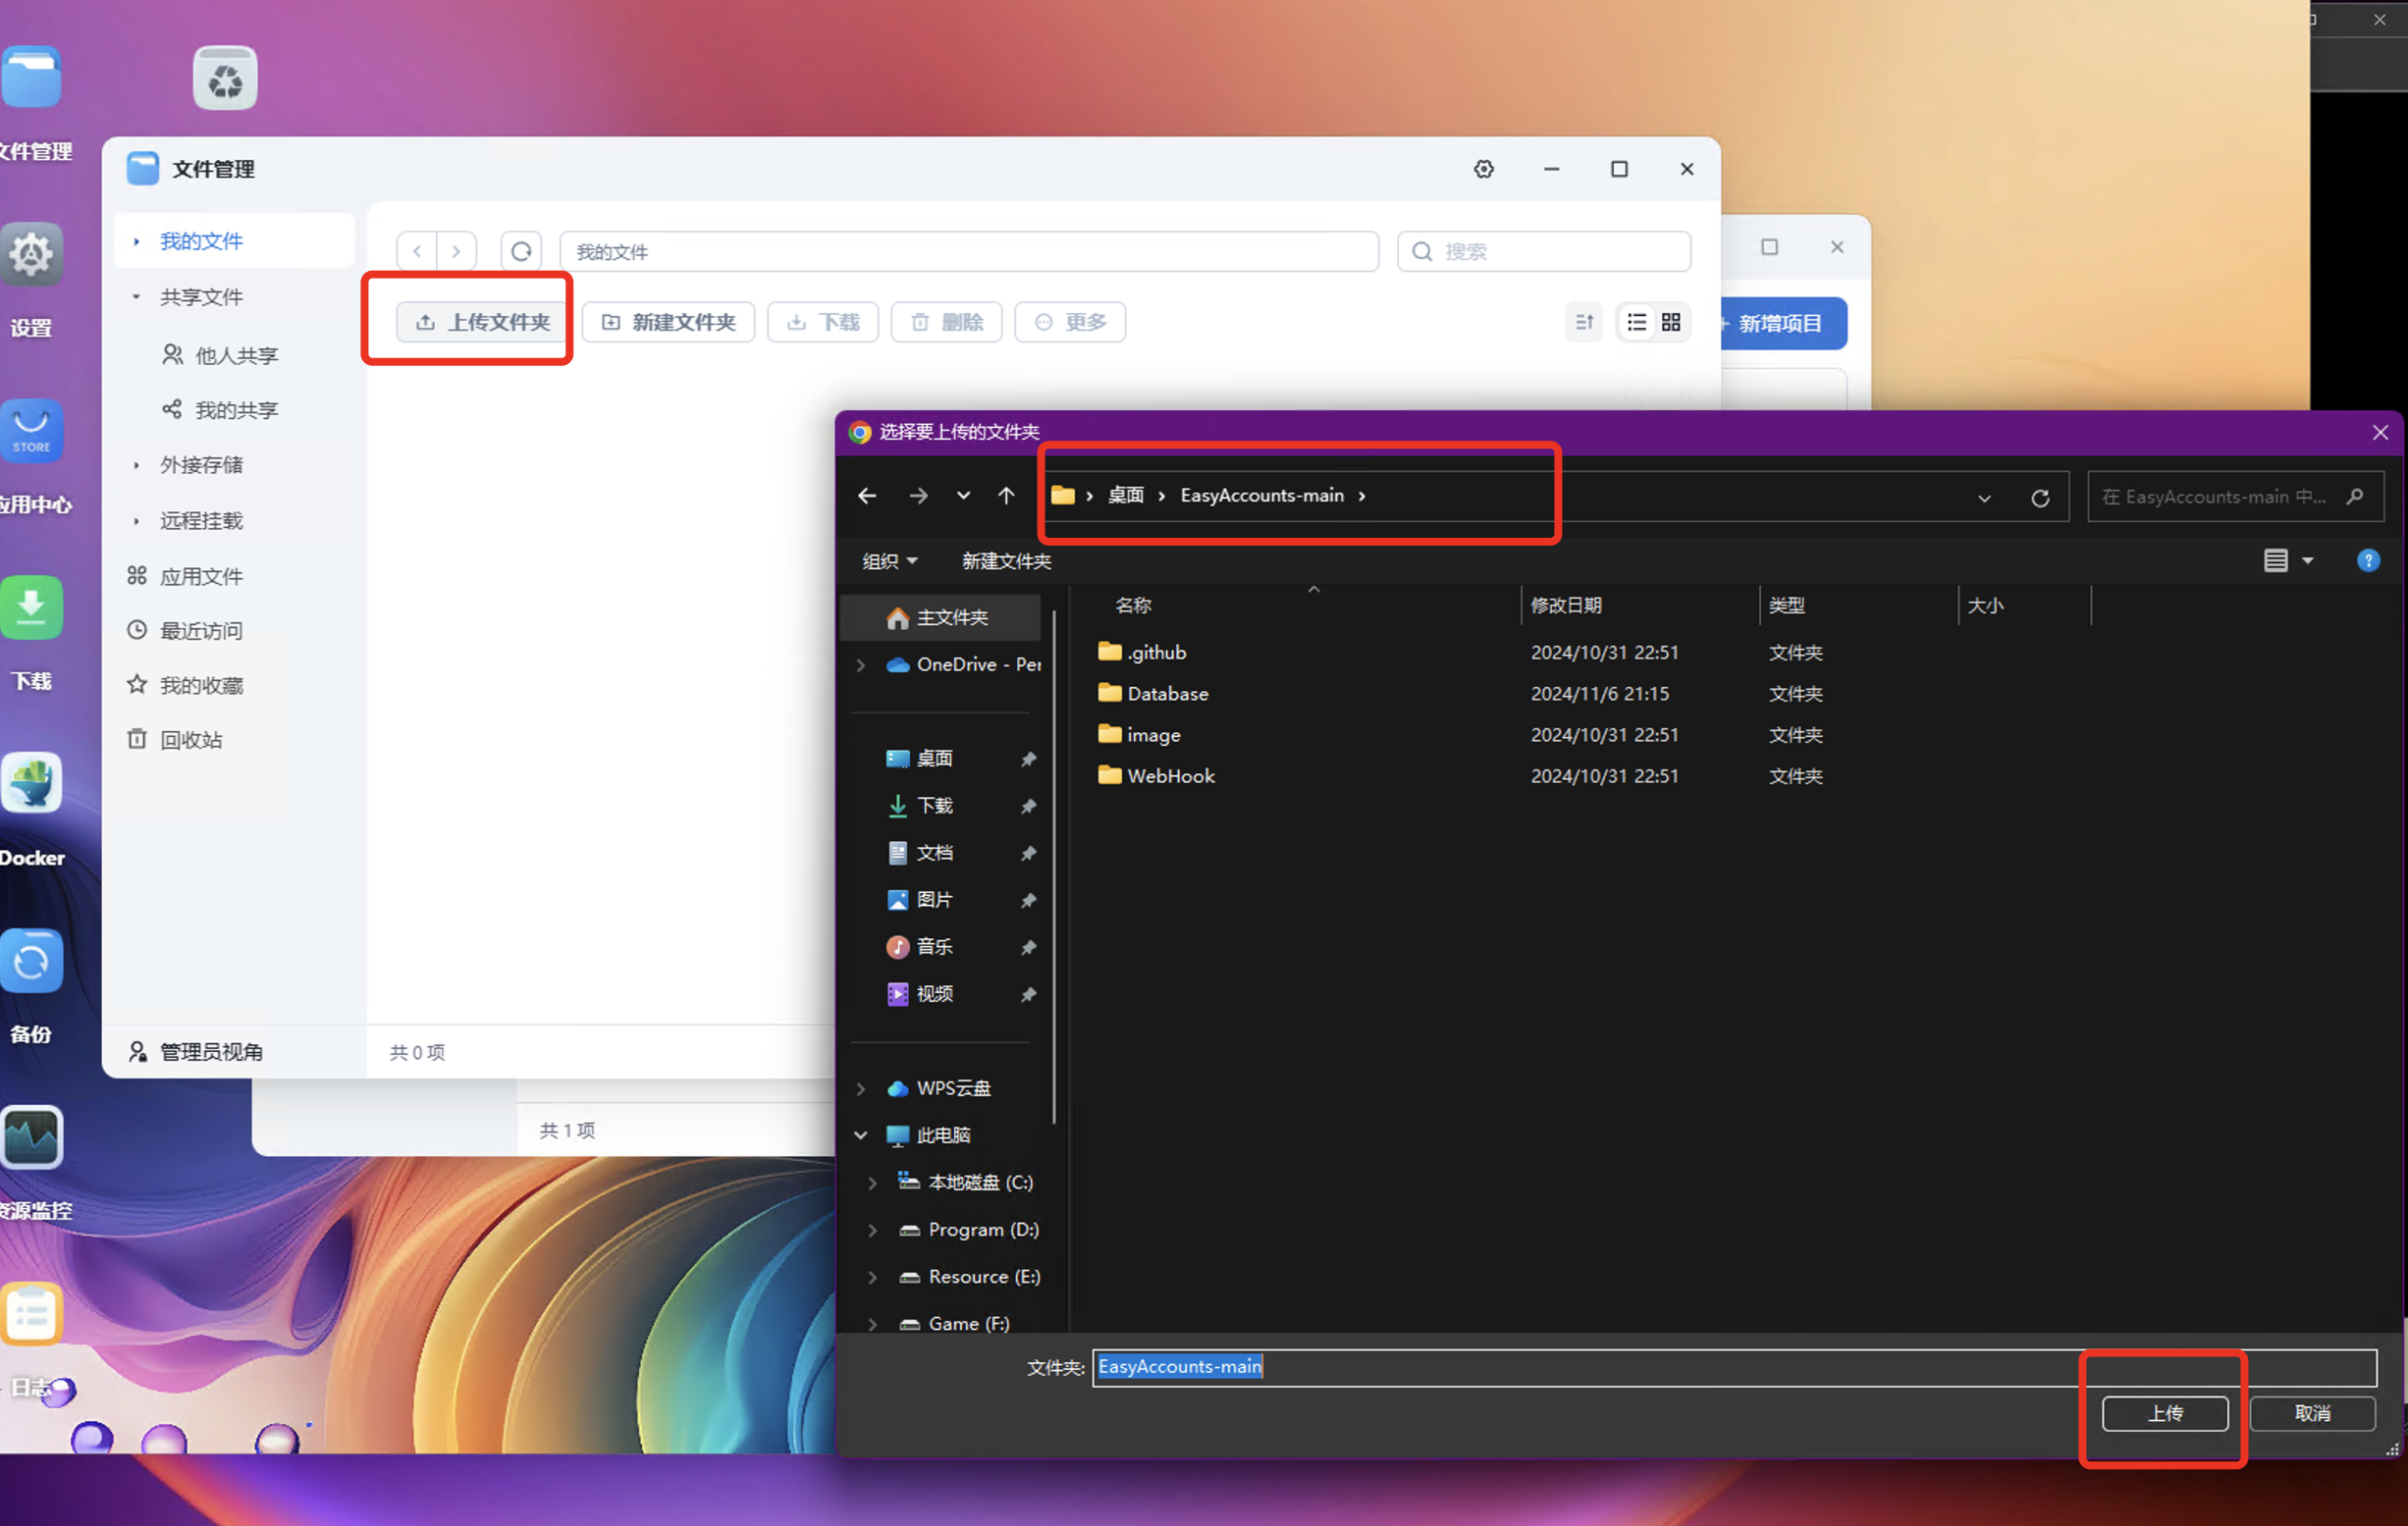 文件管理
设置
STORE
应用中心
下载
Docker
备份
资源监控
日志
文件管理
我的文件
共享文件
他人共享
我的共享
外接存储
远程挂载
应用文件
最近访问
我的收藏
回收站
管理员视角
我的文件
搜索
上传文件夹
新建文件夹
下载
删除
更多
共 0 项
+ 新增项目
共 1 项
选择要上传的文件夹
› 桌面 › EasyAccounts-main ›
在 EasyAccounts-main 中...
组织
新建文件夹
主文件夹
OneDrive - Per
桌面
下载
文档
图片
音乐
视频
WPS云盘
此电脑
本地磁盘 (C:)
Program (D:)
Resource (E:)
Game (F:)
名称 修改日期 类型 大小
.github 2024/10/31 22:51 文件夹
Database 2024/11/6 21:15 文件夹
image 2024/10/31 22:51 文件夹
WebHook 2024/10/31 22:51 文件夹
文件夹: EasyAccounts-main
上传 取消